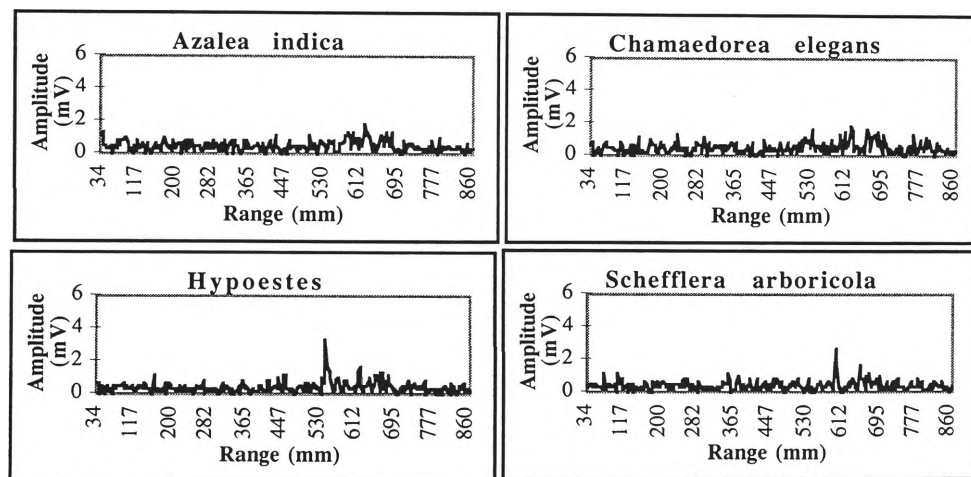 Azalea indica
Amplitude
(mV)
6
4
2
0
34 117 200 282 365 447 530 612 695 777 860
Range (mm)
Chamaedorea elegans
Amplitude
(mV)
6
4
2
0
34 117 200 282 365 447 530 612 695 777 860
Range (mm)
Hypoestes
Amplitude
(mV)
6
4
2
0
34 117 200 282 365 447 530 612 695 777 860
Range (mm)
Schefflera arboricola
Amplitude
(mV)
6
4
2
0
34 117 200 282 365 447 530 612 695 777 860
Range (mm)